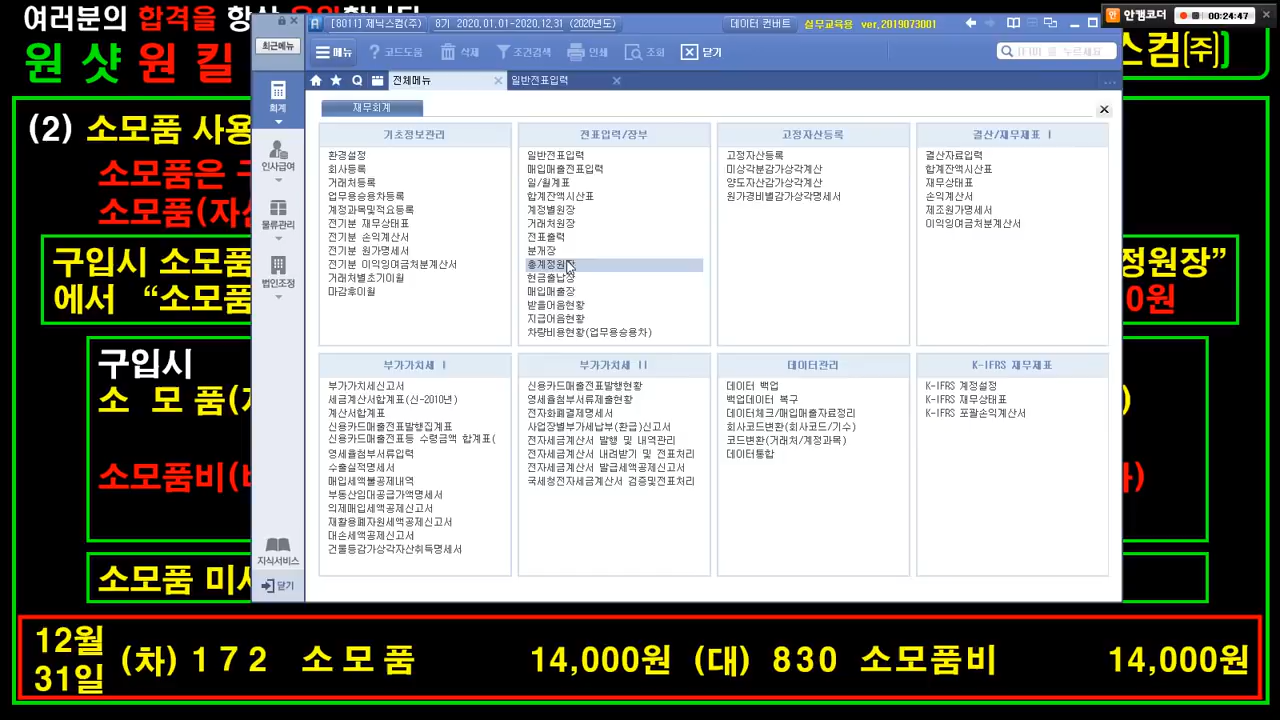 여러분의 합격을 항상
원 샷 원 킬
스컴㈜]
(2) 소모품 사용
소모품은 구
소모품(자산
구입시 소모품
정원장”
에서 “소모품
0원
구입시
소 모 품(
)
소모품비(비
)
소모품 미사
12월
31일
(차) 1 7 2 소 모 품 14,000원 (대) 830 소모품비 14,000원
[8011] 제닉스컴(주) 8기 2020.01.01-2020.12.31 (2020년도) 데이터 컨버트 실무교육용 ver.2019073001
안캠코더 00:24:47
최근메뉴
메뉴 코드도움 삭제 조건검색 인쇄 조회 닫기
전체메뉴 일반전표입력
회계
인사급여
물류관리
법인조정
지식서비스
닫기
재무회계
기초정보관리
환경설정
회사등록
거래처등록
업무용승용차등록
계정과목및적요등록
전기분 재무상태표
전기분 손익계산서
전기분 원가명세서
전기분 이익잉여금처분계산서
거래처별초기이월
마감후이월
전표입력/장부
일반전표입력
매입매출전표입력
일/월계표
합계잔액시산표
계정별원장
거래처원장
전표출력
분개장
총계정원장
현금출납장
매입매출장
받을어음현황
지급어음현황
차량비용현황(업무용승용차)
고정자산등록
고정자산등록
미상각분감가상각계산
양도자산감가상각계산
원가경비별감가상각명세서
결산/재무제표 Ⅰ
결산자료입력
합계잔액시산표
재무상태표
손익계산서
제조원가명세서
이익잉여금처분계산서
부가가치세 Ⅰ
부가가치세신고서
세금계산서합계표(신-2010년)
계산서합계표
신용카드매출전표발행집계표
신용카드매출전표등 수령금액 합계표(
영세율첨부서류입력
수출실적명세서
매입세액불공제내역
부동산임대공급가액명세서
의제매입세액공제신고서
재활용폐자원세액공제신고서
대손세액공제신고서
건물등감가상각자산취득명세서
부가가치세 ⅠⅠ
신용카드매출전표발행현황
영세율첨부서류제출현황
전자화폐결제명세서
사업장별부가세납부(환급)신고서
전자세금계산서 발행 및 내역관리
전자세금계산서 내려받기 및 전표처리
전자세금계산서 발급세액공제신고서
국세청전자세금계산서 검증및전표처리
데이터관리
데이터 백업
백업데이터 복구
데이터체크/매입매출자료정리
회사코드변환(회사코드/기수)
코드변환(거래처/계정과목)
데이터통합
K-IFRS 재무제표
K-IFRS 계정설정
K-IFRS 재무상태표
K-IFRS 포괄손익계산서